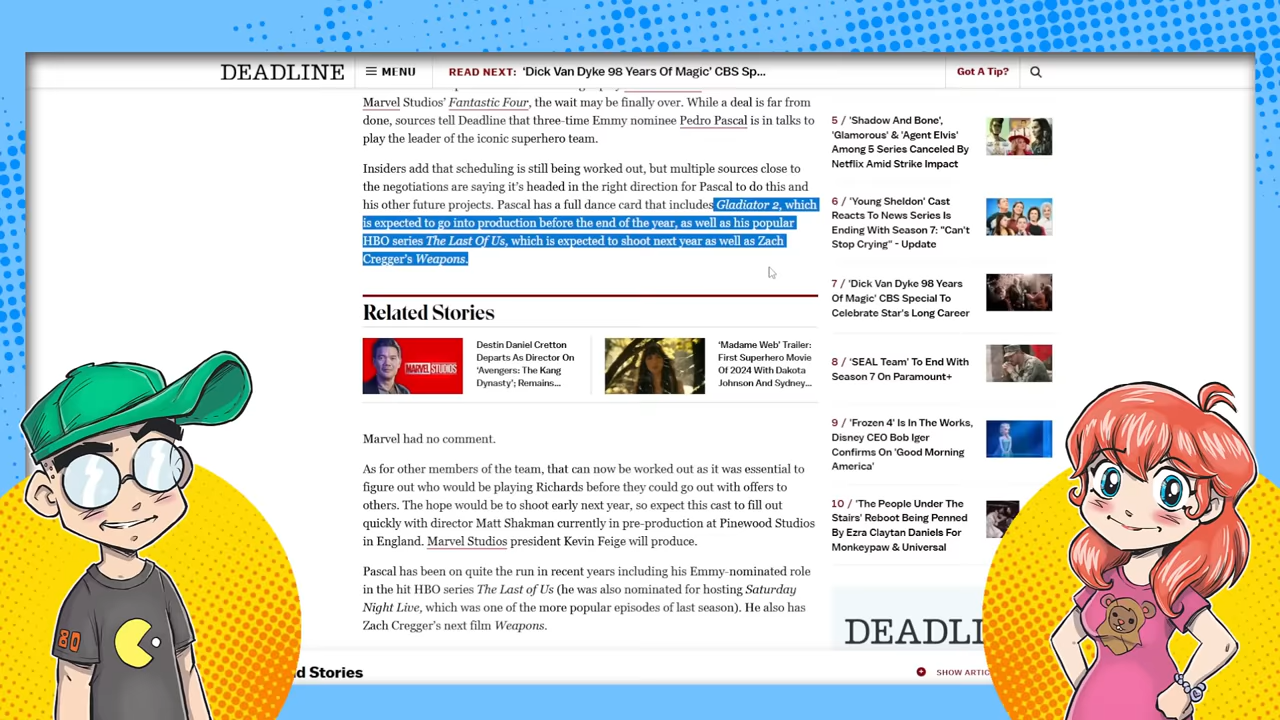 DEADLINE
MENU
READ NEXT: 'Dick Van Dyke 98 Years Of Magic' CBS Sp...
Got A Tip?
Marvel Studios' Fantastic Four, the wait may be finally over. While a deal is far from
done, sources tell Deadline that three-time Emmy nominee Pedro Pascal is in talks to
play the leader of the iconic superhero team.
Insiders add that scheduling is still being worked out, but multiple sources close to
the negotiations are saying it's headed in the right direction for Pascal to do this and
his other future projects. Pascal has a full dance card that includes Gladiator 2, which
is expected to go into production before the end of the year, as well as his popular
HBO series The Last Of Us, which is expected to shoot next year as well as Zach
Cregger's Weapons.
Related Stories
Destin Daniel Cretton
Departs As Director On
'Avengers: The Kang
Dynasty'; Remains...
MARVEL STUDIOS
'Madame Web' Trailer:
First Superhero Movie
Of 2024 With Dakota
Johnson And Sydney...
Marvel had no comment.
As for other members of the team, that can now be worked out as it was essential to
figure out who would be playing Richards before they could go out with offers to
others. The hope would be to shoot early next year, so expect this cast to fill out
quickly with director Matt Shakman currently in pre-production at Pinewood Studios
in England. Marvel Studios president Kevin Feige will produce.
Pascal has been on quite the run in recent years including his Emmy-nominated role
in the hit HBO series The Last of Us (he was also nominated for hosting Saturday
Night Live, which was one of the more popular episodes of last season). He also has
Zach Cregger's next film Weapons.
5 / 'Shadow And Bone',
'Glamorous' & 'Agent Elvis'
Among 5 Series Canceled By
Netflix Amid Strike Impact
6 / 'Young Sheldon' Cast
Reacts To News Series Is
Ending With Season 7: "Can't
Stop Crying" - Update
7 / 'Dick Van Dyke 98 Years
Of Magic' CBS Special To
Celebrate Star's Long Career
8 / 'SEAL Team' To End With
Season 7 On Paramount+
9 / 'Frozen 4' Is In The Works,
Disney CEO Bob Iger
Confirms On 'Good Morning
America'
10 / 'The People Under The
Stairs' Reboot Being Penned
By Ezra Claytan Daniels For
Monkeypaw & Universal
DEADLI
d Stories
SHOW ARTIC
80